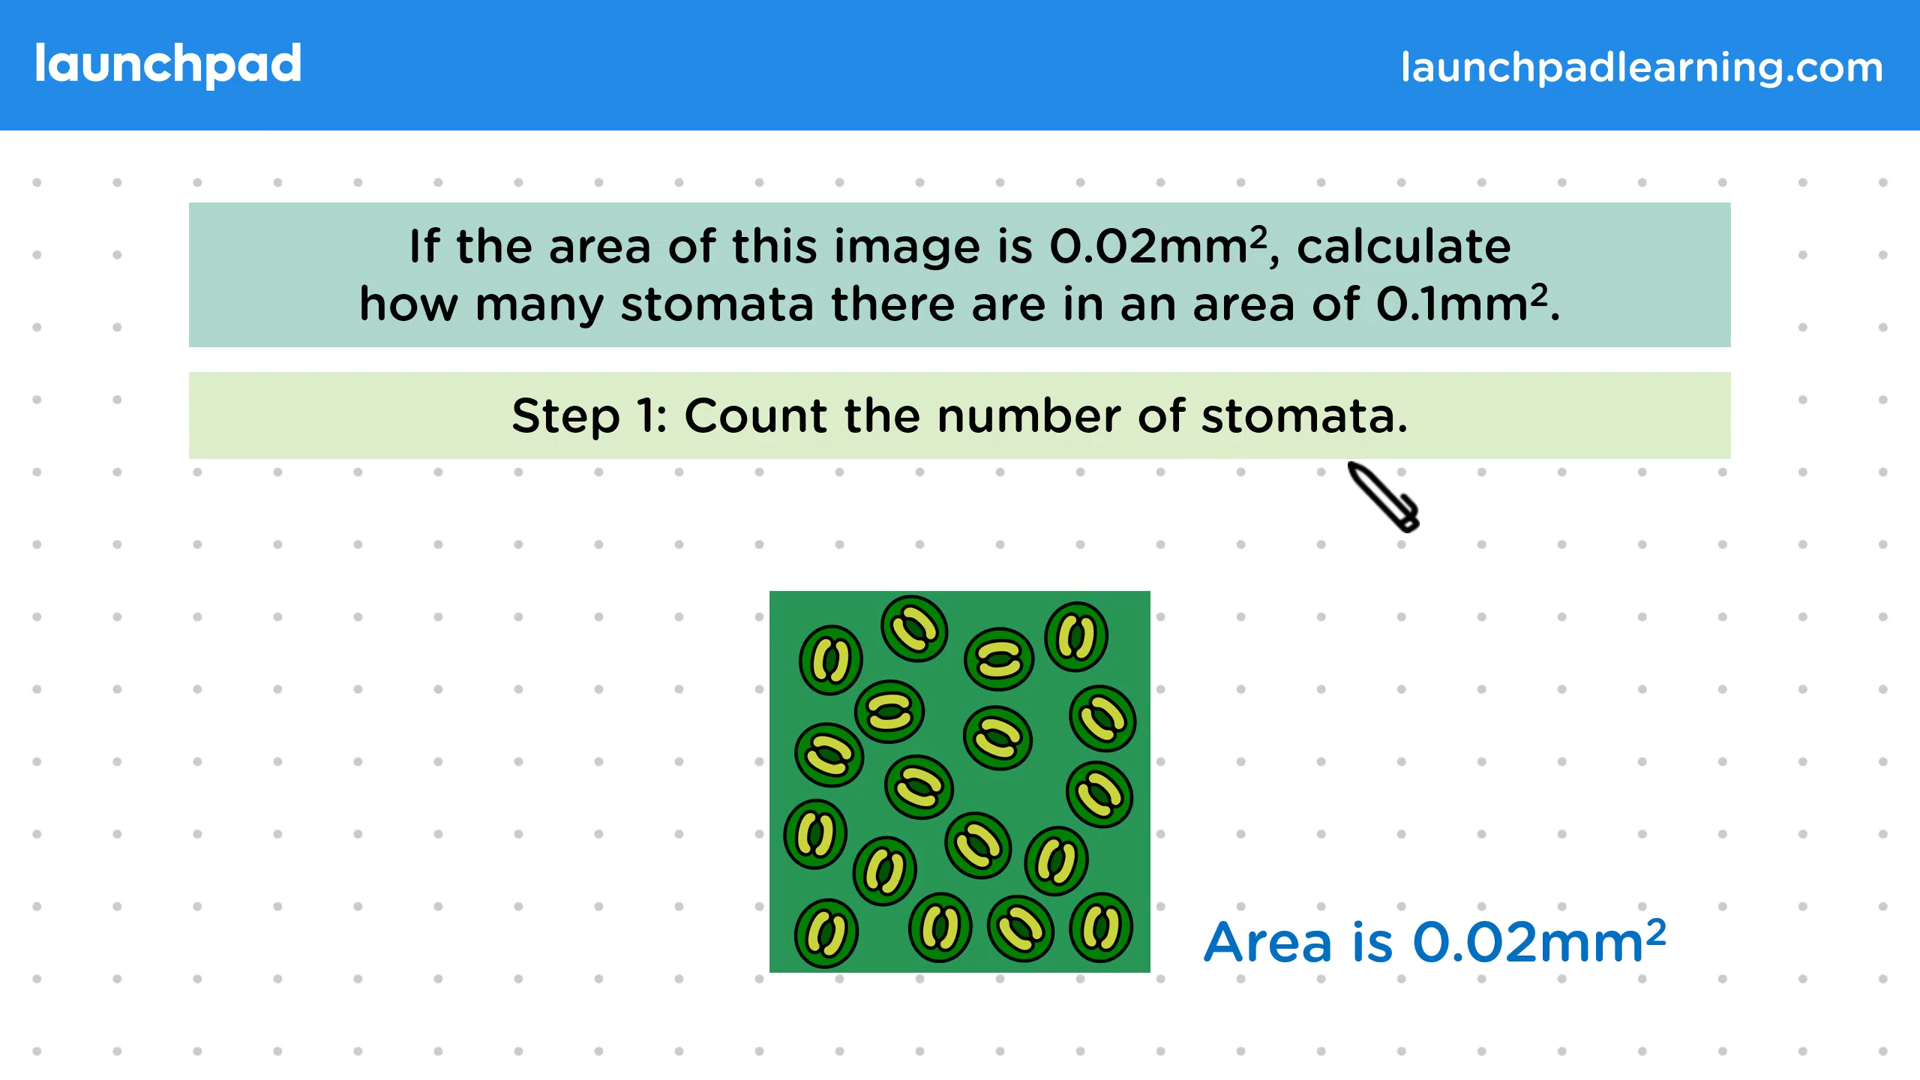 launchpad
launchpadlearning.com
If the area of this image is 0.02mm², calculate
how many stomata there are in an area of 0.1mm².
Step 1: Count the number of stomata.
Area is 0.02mm²